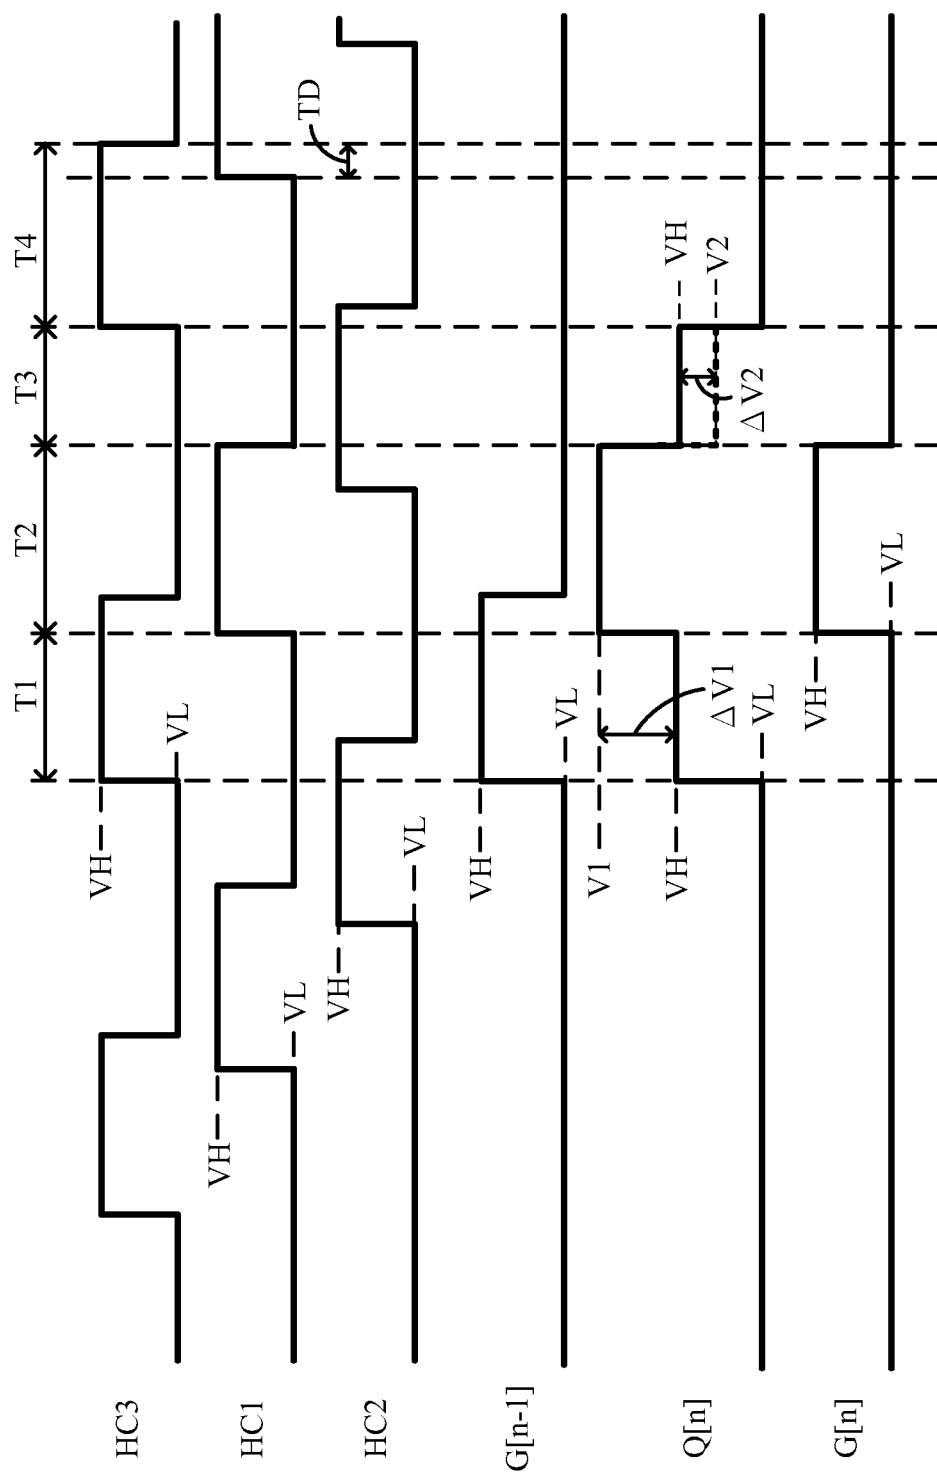 T1 T2 T3 T4
HC3 VH VL
HC1 VH VL
TD
HC2 VH VL
G[n-1] VH VL
Q[n] V1 VH VL ΔV1 ΔV2 VH V2
G[n] VH VL